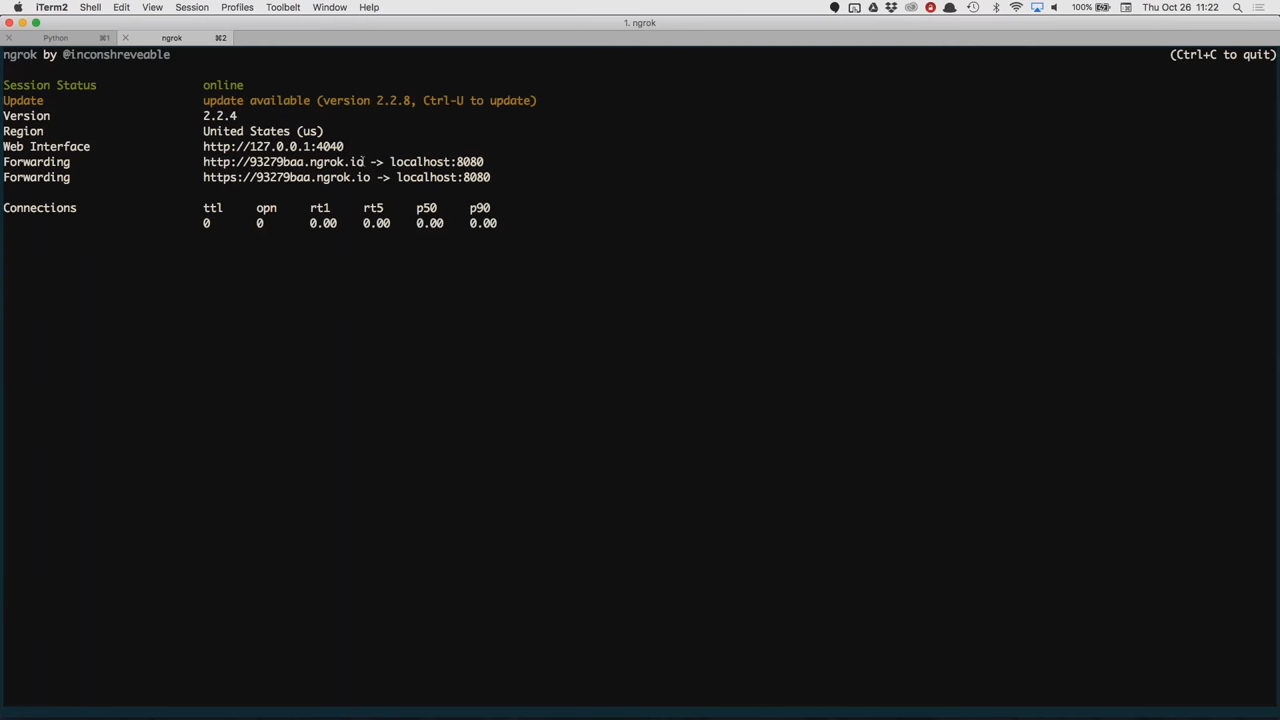 iTerm2 Shell Edit View Session Profiles Toolbelt Window Help 100% Thu Oct 26 11:22
1. ngrok
Python ⌘1 ngrok ⌘2
ngrok by @inconshreveable (Ctrl+C to quit)
Session Status online
Update update available (version 2.2.8, Ctrl-U to update)
Version 2.2.4
Region United States (us)
Web Interface http://127.0.0.1:4040
Forwarding http://93279baa.ngrok.io -> localhost:8080
Forwarding https://93279baa.ngrok.io -> localhost:8080
Connections ttl opn rt1 rt5 p50 p90
0 0 0.00 0.00 0.00 0.00